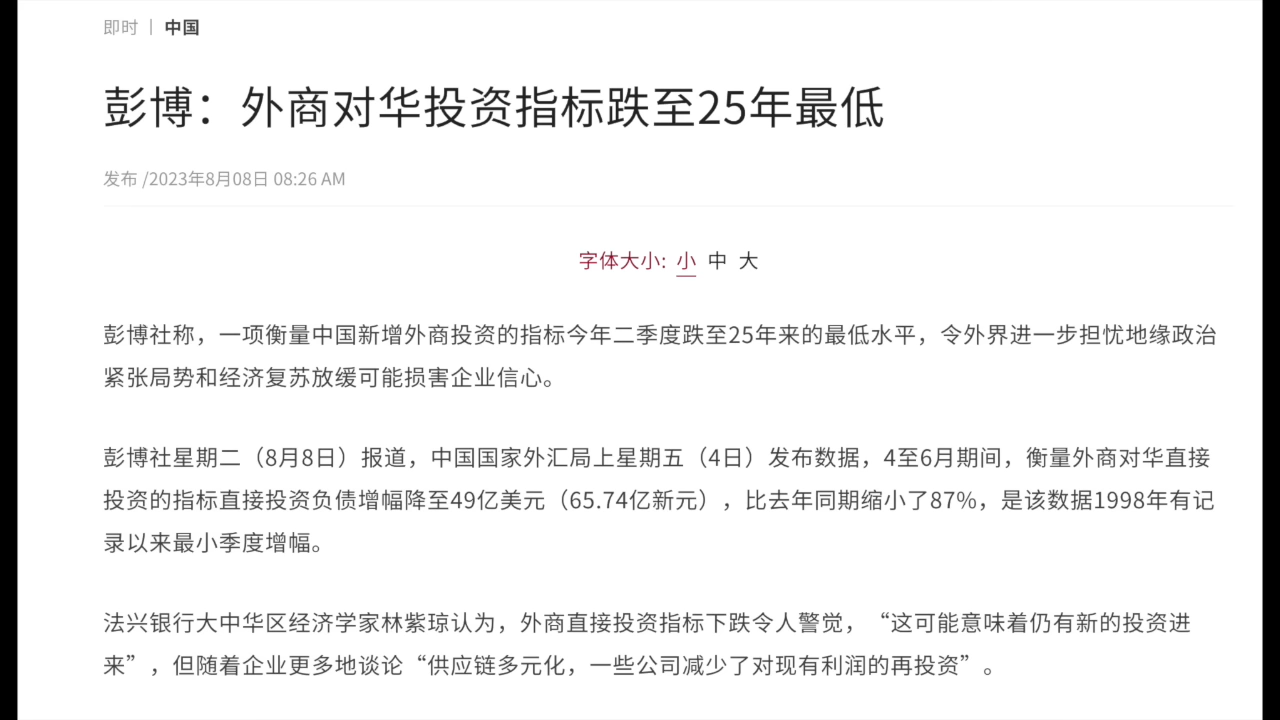 即时 | 中国
彭博：外商对华投资指标跌至25年最低
发布 /2023年8月08日 08:26 AM
字体大小: 小 中 大
彭博社称，一项衡量中国新增外商投资的指标今年二季度跌至25年来的最低水平，令外界进一步担忧地缘政治
紧张局势和经济复苏放缓可能损害企业信心。
彭博社星期二（8月8日）报道，中国国家外汇局上星期五（4日）发布数据，4至6月期间，衡量外商对华直接
投资的指标直接投资负债增幅降至49亿美元（65.74亿新元），比去年同期缩小了87%，是该数据1998年有记
录以来最小季度增幅。
法兴银行大中华区经济学家林紫琼认为，外商直接投资指标下跌令人警觉，“这可能意味着仍有新的投资进
来”，但随着企业更多地谈论“供应链多元化，一些公司减少了对现有利润的再投资”。